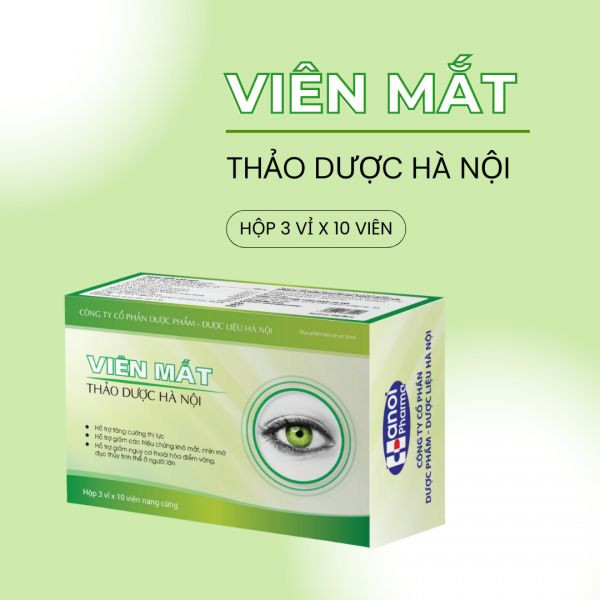 VIÊN MẮT
THẢO DƯỢC HÀ NỘI
HỘP 3 VỈ X 10 VIÊN
CÔNG TY CỔ PHẦN DƯỢC PHẨM - DƯỢC LIỆU HÀ NỘI
VIÊN MẮT
THẢO DƯỢC HÀ NỘI
Hỗ trợ tăng cường thị lực
Hỗ trợ giảm các triệu chứng khô mắt, nhìn mờ
Hỗ trợ giảm nguy cơ thoái hóa điểm vàng,
đục thủy tinh thể ở người lớn
Hộp 3 vỉ x 10 viên nang cứng
Hanoi
Pharma
CÔNG TY CỔ PHẦN
DƯỢC PHẨM - DƯỢC LIỆU HÀ NỘI